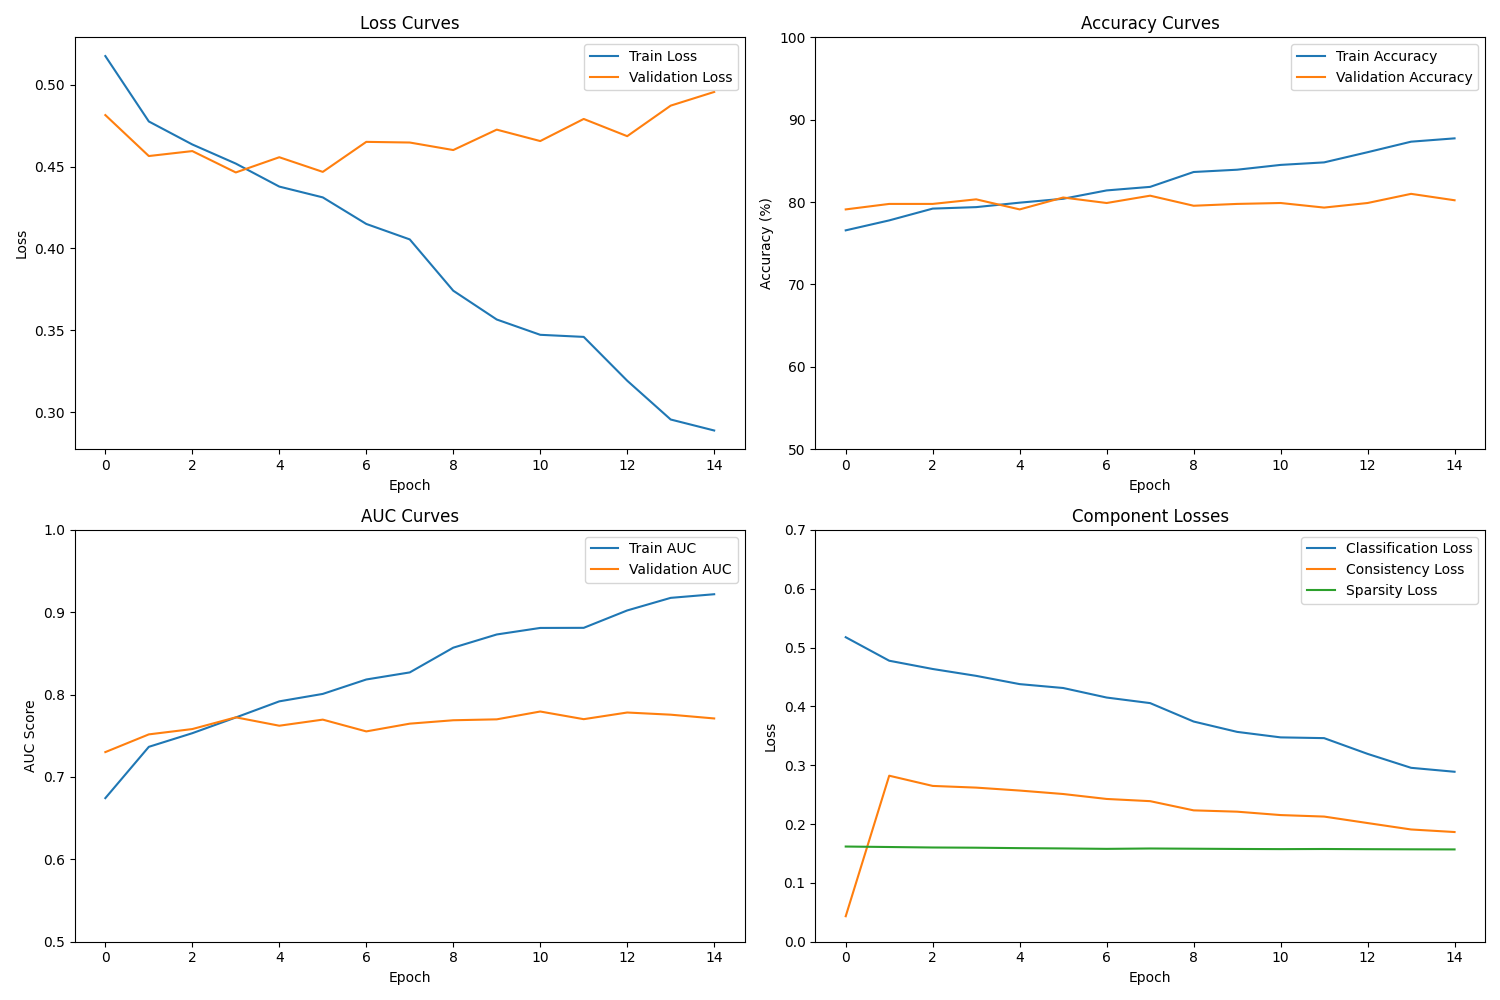 Loss Curves
Train Loss
Validation Loss
0.50
0.45
0.40
0.35
0.30
Loss
0 2 4 6 8 10 12 14
Epoch
Accuracy Curves
Train Accuracy
Validation Accuracy
100
90
80
70
60
50
Accuracy (%)
0 2 4 6 8 10 12 14
Epoch
AUC Curves
Train AUC
Validation AUC
1.0
0.9
0.8
0.7
0.6
0.5
AUC Score
0 2 4 6 8 10 12 14
Epoch
Component Losses
Classification Loss
Consistency Loss
Sparsity Loss
0.7
0.6
0.5
0.4
0.3
0.2
0.1
0.0
Loss
0 2 4 6 8 10 12 14
Epoch